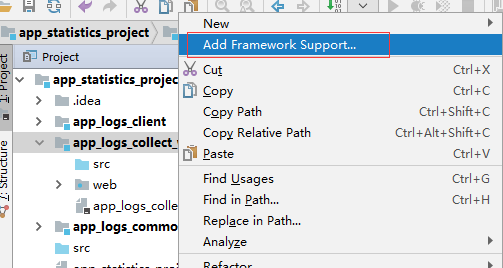 app_statistics_project
Project
1: Project
7: Structure
app_statistics_projec
.idea
app_logs_client
app_logs_collect_
src
web
app_logs_colle
app_logs_commo
src
app_statistics_project
New
Add Framework Support...
Cut Ctrl+X
Copy Ctrl+C
Copy Path Ctrl+Shift+C
Copy Relative Path Ctrl+Alt+Shift+C
Paste Ctrl+V
Find Usages Ctrl+G
Find in Path... Ctrl+H
Replace in Path...
Analyze
Refactor